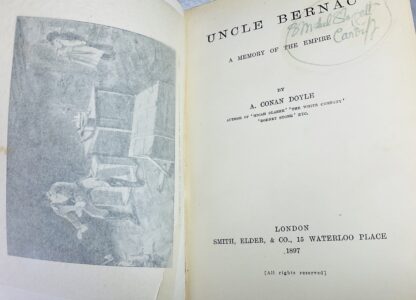 UNCLE BERNAC
A MEMORY OF THE EMPIRE
BY
A. CONAN DOYLE
AUTHOR OF "MICAH CLARKE" "THE WHITE COMPANY"
"RODNEY STONE" ETC.
LONDON
SMITH, ELDER, & CO., 15 WATERLOO PLACE
1897
[All rights reserved]